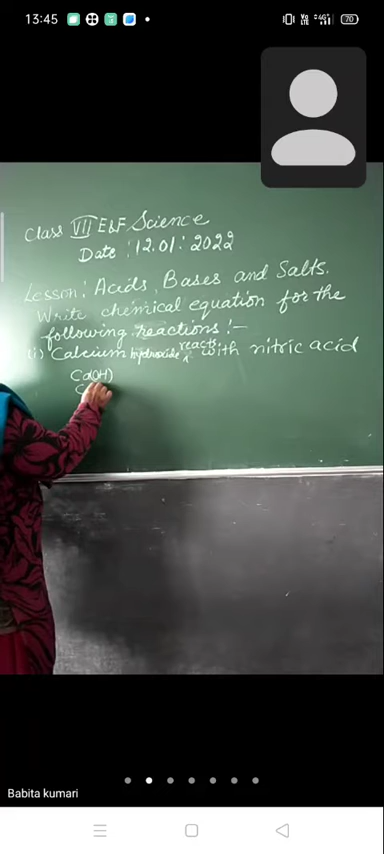 13:45
70
Class VII E&F Science
Date : 12.01.2022
Lesson: Acids, Bases and Salts.
Write chemical equation for the
following reactions :-
(i) Calcium hydroxide reacts with nitric acid
Ca(OH)
C
Babita kumari